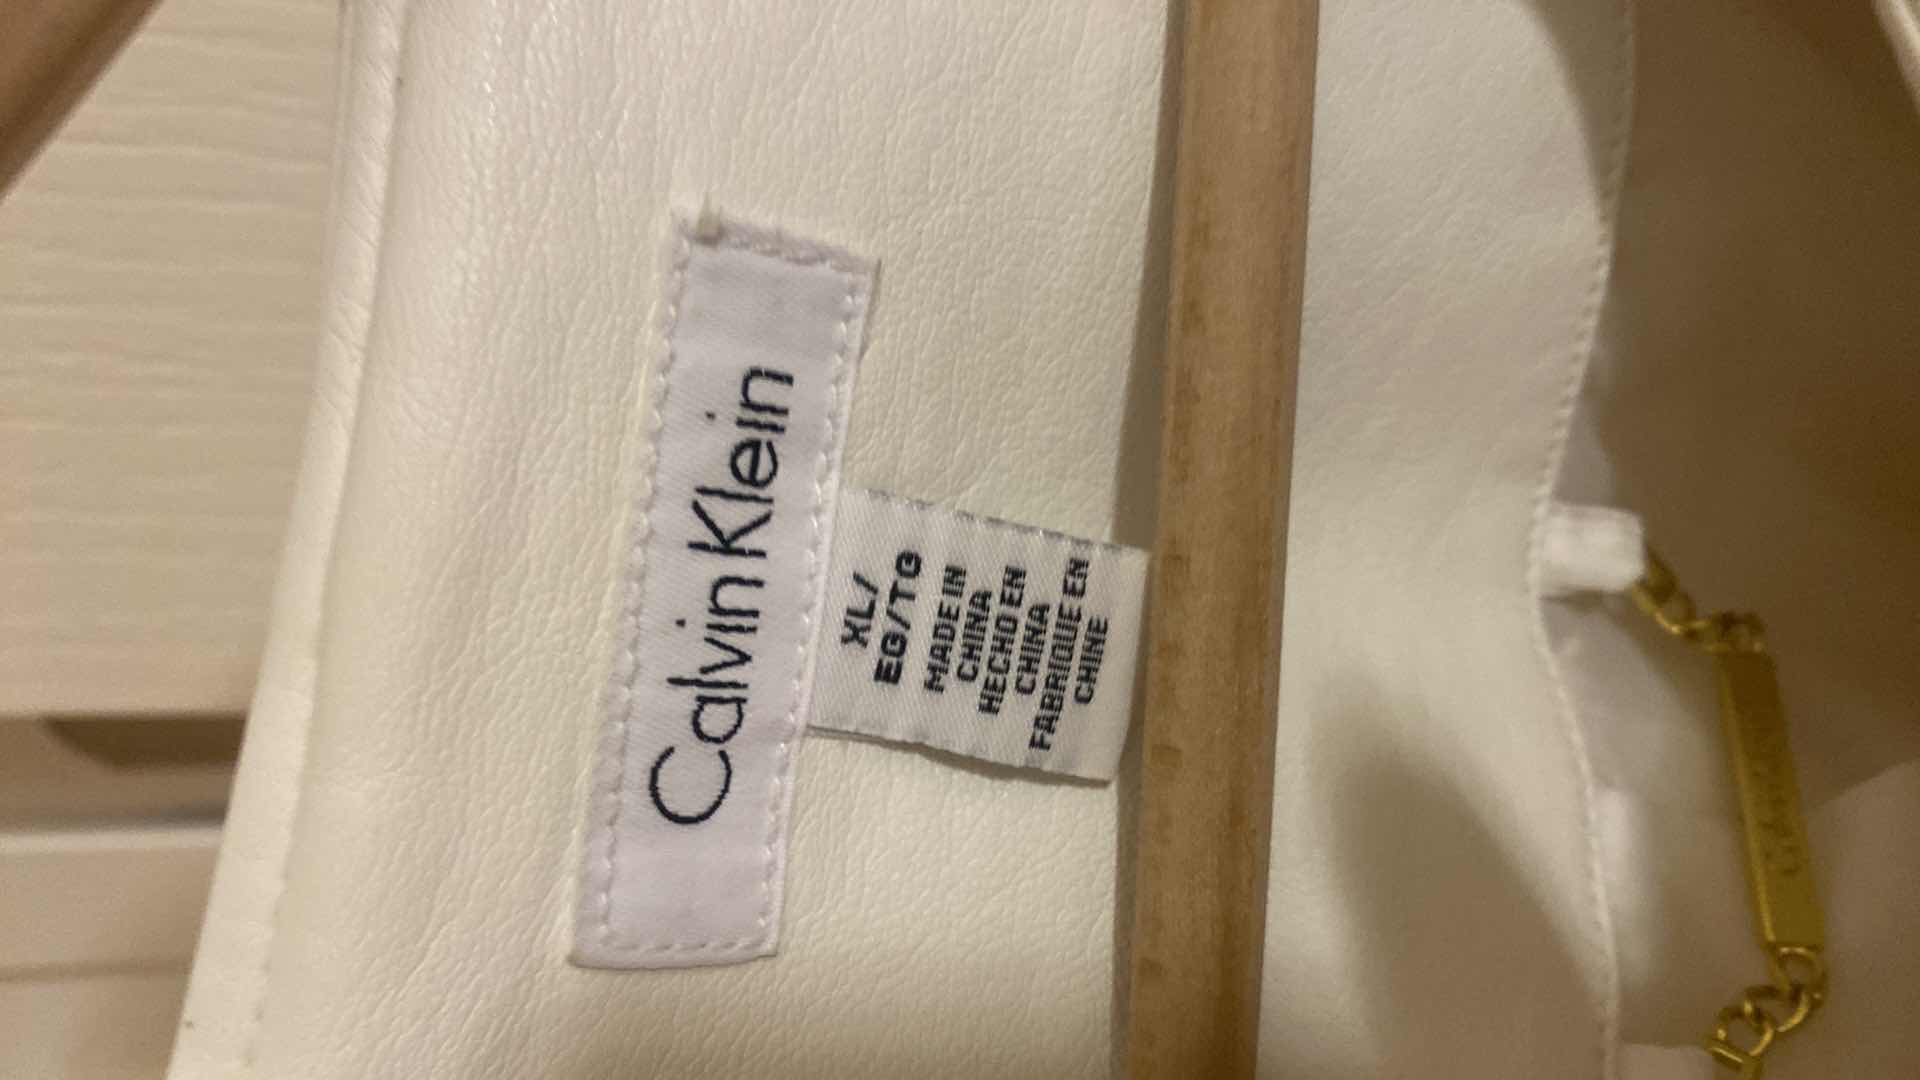 Calvin Klein
XL/
EG/TG
MADE IN
CHINA
HECHO EN
CHINA
FABRIQUE EN
CHINE